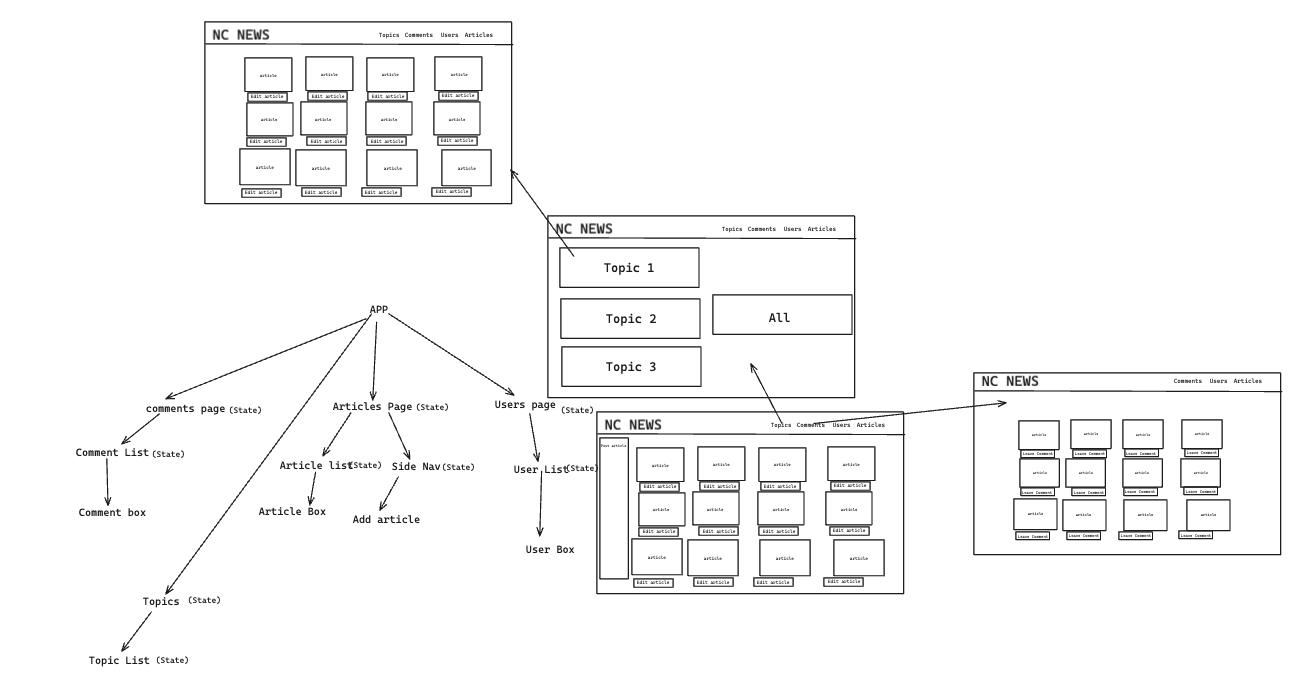 NC NEWS
Topics Comments Users Articles
article article article article
Edit article Edit article Edit article Edit article
article article article article
Edit article Edit article Edit article Edit article
article article article article
Edit article Edit article Edit article Edit article
NC NEWS
Topics Comments Users Articles
Topic 1
Topic 2
All
Topic 3
APP
comments page (State)
Articles Page (State)
Users page (State)
Comment List (State)
Article list (State)
Side Nav (State)
User List (State)
Comment box
Article Box
Add article
User Box
Topics (State)
Topic List (State)
NC NEWS
Topics Comments Users Articles
Post article
article article article article
Edit article Edit article Edit article Edit article
article article article article
Edit article Edit article Edit article Edit article
article article article article
Edit article Edit article Edit article Edit article
NC NEWS
Comments Users Articles
article article article article
Leave Comment Leave Comment Leave Comment Leave Comment
article article article article
Leave Comment Leave Comment Leave Comment Leave Comment
article article article article
Leave Comment Leave Comment Leave Comment Leave Comment